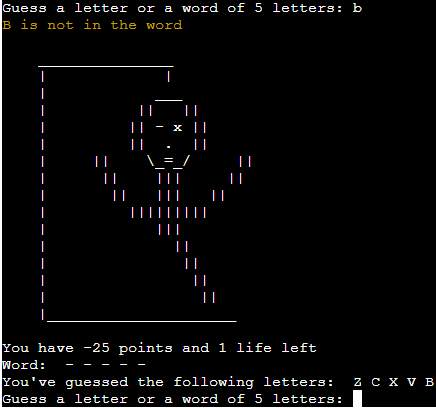 Guess a letter or a word of 5 letters: b
B is not in the word
You have -25 points and 1 life left
Word: - - - - -
You've guessed the following letters: Z C X V B
Guess a letter or a word of 5 letters: